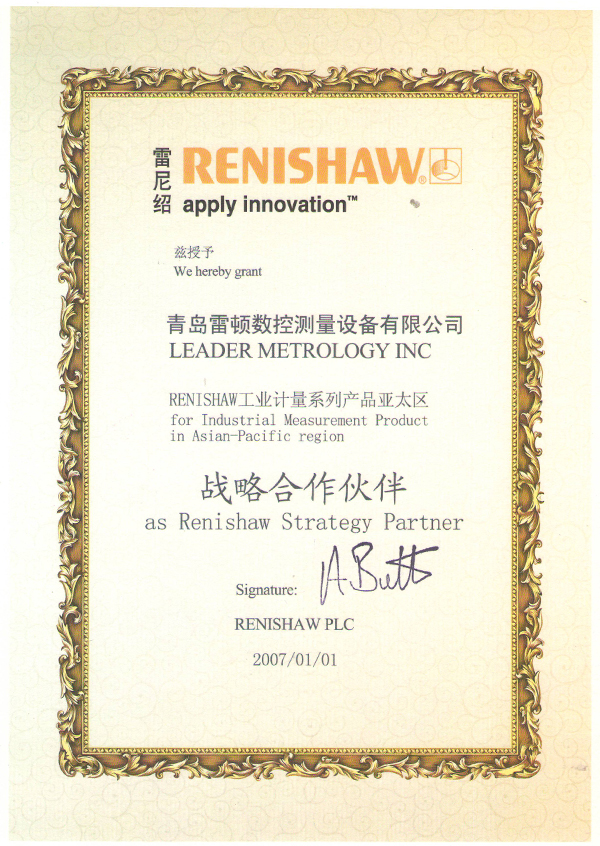 雷尼绍
RENISHAW®
apply innovation™
兹授予
We hereby grant
青岛雷顿数控测量设备有限公司
LEADER METROLOGY INC
RENISHAW工业计量系列产品亚太区
for Industrial Measurement Product
in Asian-Pacific region
战略合作伙伴
as Renishaw Strategy Partner
Signature: A.Butt
RENISHAW PLC
2007/01/01